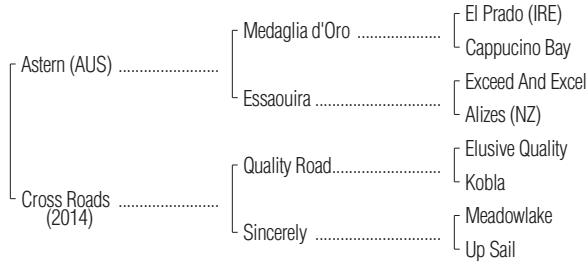 El Prado (IRE)
Medaglia d'Oro ....................
Cappucino Bay
Astern (AUS) ........................
Exceed And Excel
Essaouira ............................
Alizes (NZ)
Elusive Quality
Quality Road..........................
Kobla
Cross Roads ........................
(2014)
Meadowlake
Sincerely ..............................
Up Sail